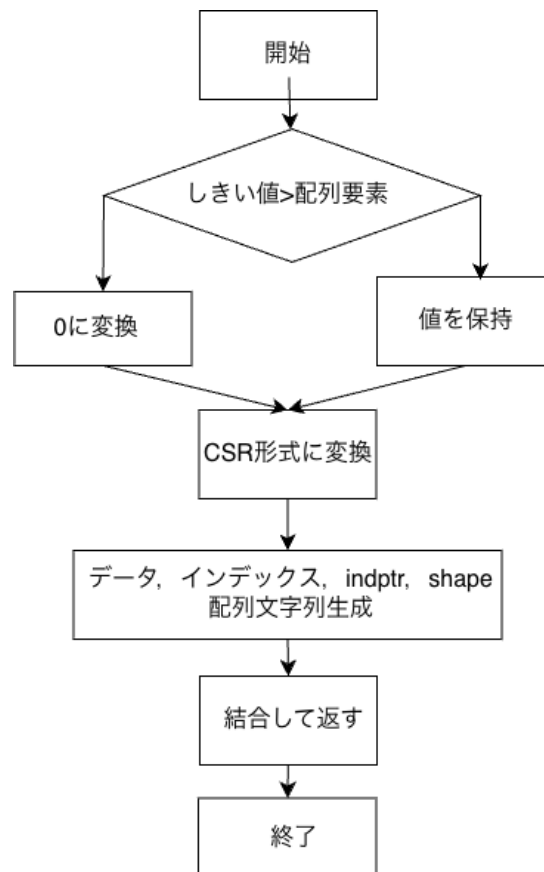 開始
しきい値>配列要素
0に変換
値を保持
CSR形式に変換
データ, インデックス, indptr, shape
配列文字列生成
結合して返す
終了